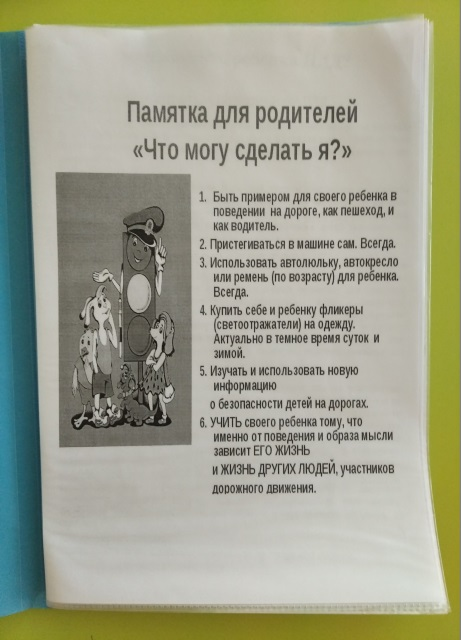 Памятка для родителей
«Что могу сделать я?»
1. Быть примером для своего ребенка в
поведении на дороге, как пешеход, и
как водитель.
2. Пристегиваться в машине сам. Всегда.
3. Использовать автолюльку, автокресло
или ремень (по возрасту) для ребенка.
Всегда.
4. Купить себе и ребенку фликеры
(светоотражатели) на одежду.
Актуально в темное время суток и
зимой.
5. Изучать и использовать новую
информацию
о безопасности детей на дорогах.
6. УЧИТЬ своего ребенка тому, что
именно от поведения и образа мысли
зависит ЕГО ЖИЗНЬ
и ЖИЗНЬ ДРУГИХ ЛЮДЕЙ, участников
дорожного движения.